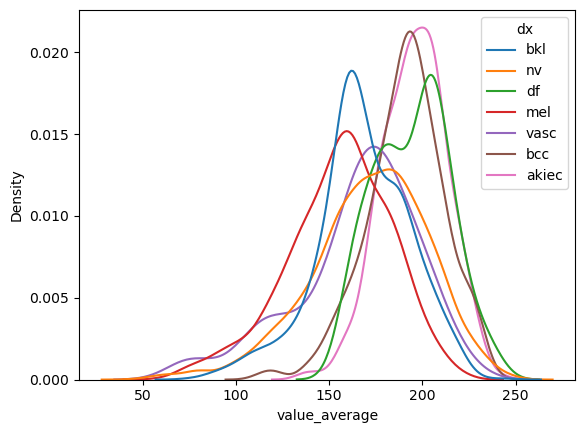 dx
bkl
nv
df
mel
vasc
bcc
akiec
0.020
0.015
0.010
0.005
0.000
Density
50
100
150
200
250
value_average